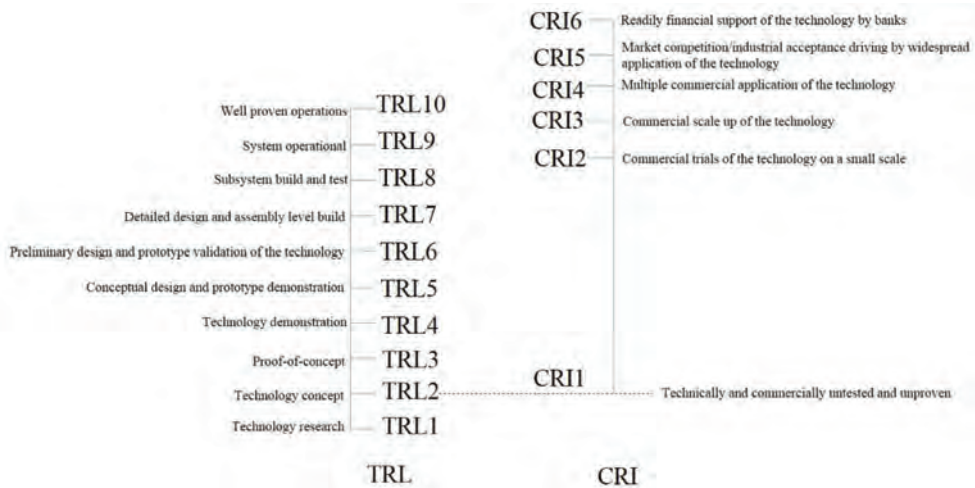 CRI6 Readily financial support of the technology by banks
CRI5 Market competition/industrial acceptance driving by widespread
application of the technology
CRI4 Multiple commercial application of the technology
Well proven operations TRL10
CRI3 Commercial scale up of the technology
System operational TRL9
CRI2 Commercial trials of the technology on a small scale
Subsystem build and test TRL8
Detailed design and assembly level build TRL7
Preliminary design and prototype validation of the technology TRL6
Conceptual design and prototype demonstration TRL5
Technology demonstration TRL4
Proof-of-concept TRL3
CRI1
Technology concept TRL2 Technically and commercially untested and unproven
Technology research TRL1
TRL CRI